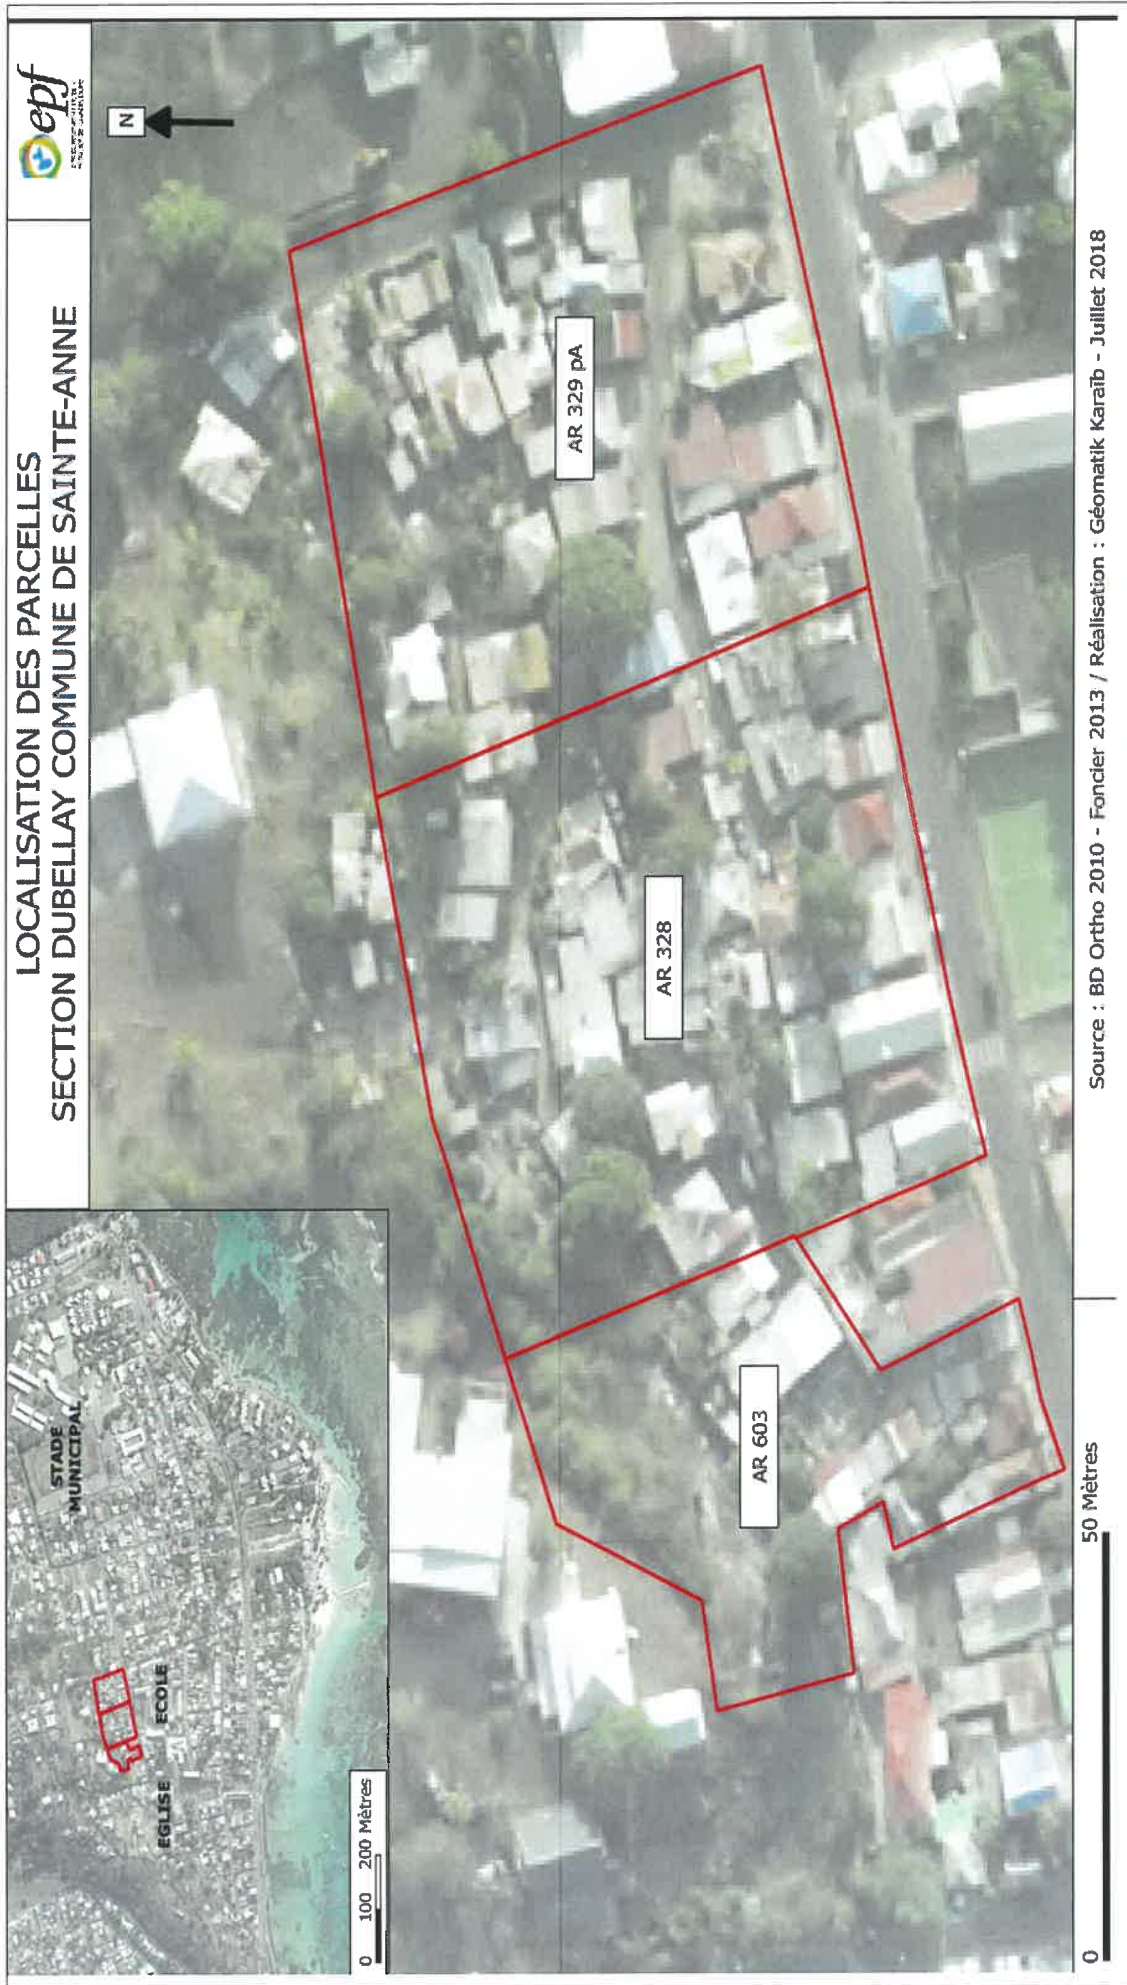 LOCALISATION DES PARCELLES
SECTION DUBELLAY COMMUNE DE SAINTE-ANNE
epf
N
STADE
MUNICIPAL
EGLISE
ECOLE
0 100 200 Mètres
AR 603
AR 328
AR 329 pA
0
50 Mètres
Source : BD Ortho 2010 - Foncier 2013 / Réalisation : Géomatik Karaïb - Juillet 2018